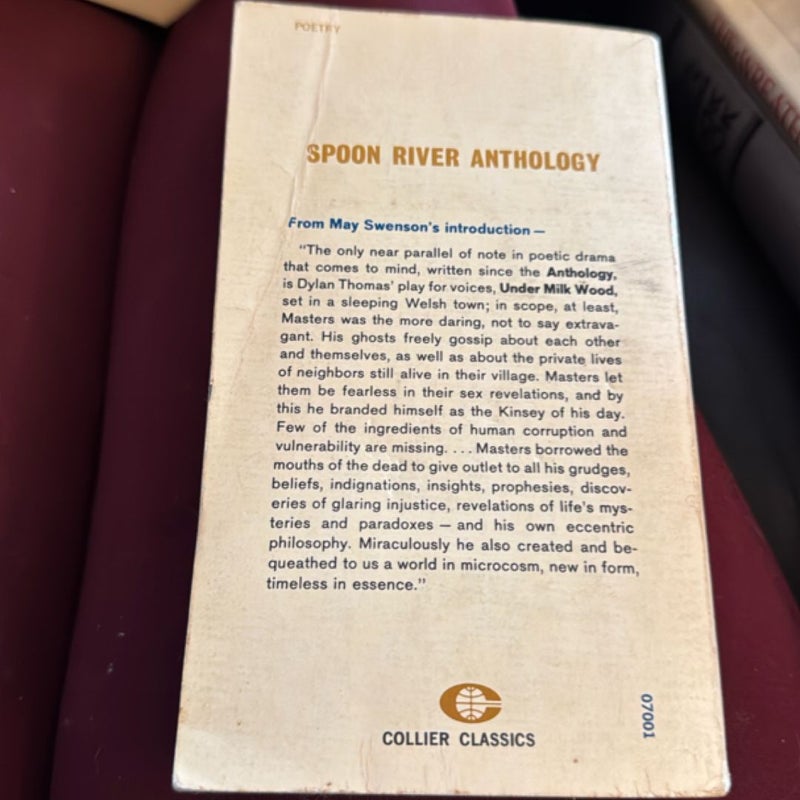 POETRY
SPOON RIVER ANTHOLOGY
From May Swenson's introduction —
"The only near parallel of note in poetic drama
that comes to mind, written since the Anthology,
is Dylan Thomas' play for voices, Under Milk Wood,
set in a sleeping Welsh town; in scope, at least,
Masters was the more daring, not to say extrava-
gant. His ghosts freely gossip about each other
and themselves, as well as about the private lives
of neighbors still alive in their village. Masters let
them be fearless in their sex revelations, and by
this he branded himself as the Kinsey of his day.
Few of the ingredients of human corruption and
vulnerability are missing. . . . Masters borrowed the
mouths of the dead to give outlet to all his grudges,
beliefs, indignations, insights, prophesies, discov-
eries of glaring injustice, revelations of life's mys-
teries and paradoxes — and his own eccentric
philosophy. Miraculously he also created and be-
queathed to us a world in microcosm, new in form,
timeless in essence."
COLLIER CLASSICS
07001